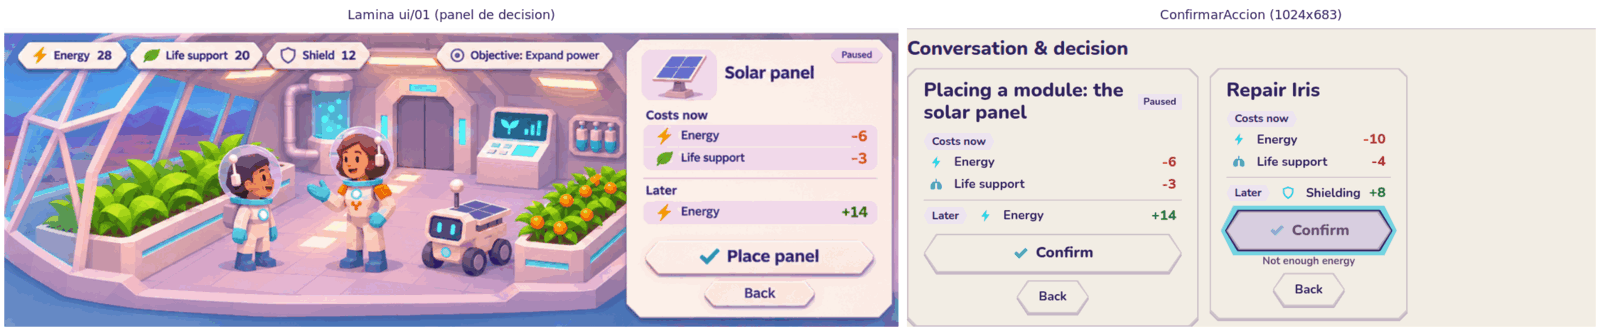 Lamina ui/01 (panel de decision)
Energy 28
Life support 20
Shield 12
Objective: Expand power
Solar panel
Paused
Costs now
Energy -6
Life support -3
Later
Energy +14
Place panel
Back
ConfirmarAccion (1024x683)
Conversation & decision
Placing a module: the
solar panel
Paused
Costs now
Energy -6
Life support -3
Later Energy +14
Confirm
Back
Repair Iris
Costs now
Energy -10
Life support -4
Later Shielding +8
Confirm
Not enough energy
Back